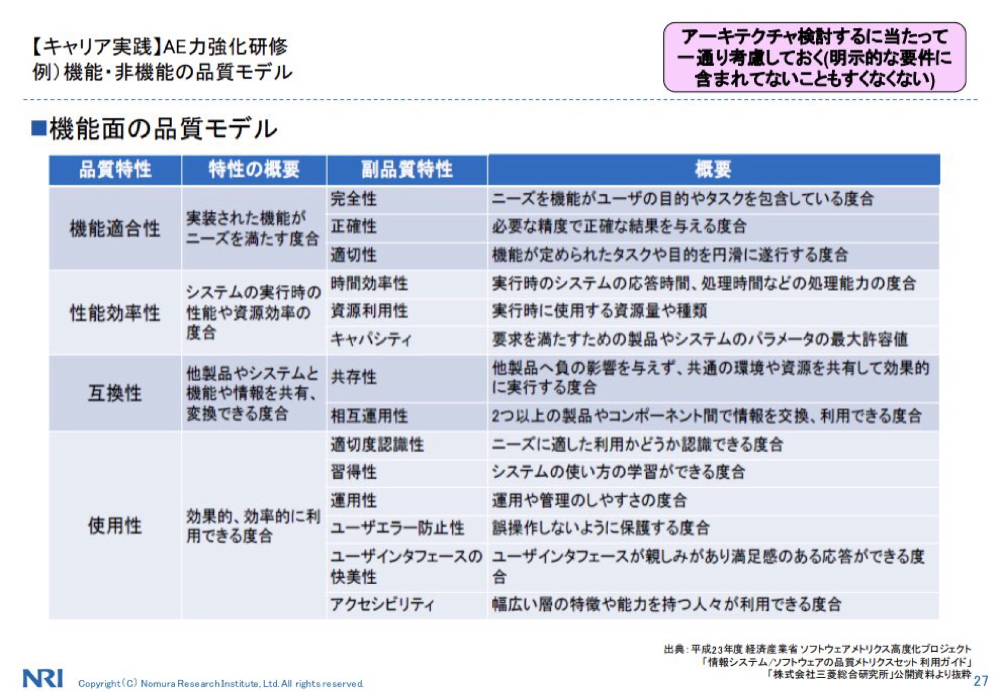 【キャリア実践】AE力強化研修
例）機能・非機能の品質モデル
アーキテクチャ検討するに当たって
一通り考慮しておく(明示的な要件に
含まれてないこともすくなくない)
■機能面の品質モデル
品質特性 特性の概要 副品質特性 概要
機能適合性
実装された機能が
ニーズを満たす度合
完全性 ニーズを機能がユーザの目的やタスクを包含している度合
正確性 必要な精度で正確な結果を与える度合
適切性 機能が定められたタスクや目的を円滑に遂行する度合
性能効率性
システムの実行時の
性能や資源効率の
度合
時間効率性 実行時のシステムの応答時間、処理時間などの処理能力の度合
資源利用性 実行時に使用する資源量や種類
キャパシティ 要求を満たすための製品やシステムのパラメータの最大許容値
互換性
他製品やシステムと
機能や情報を共有、
変換できる度合
共存性
他製品へ負の影響を与えず、共通の環境や資源を共有して効果的
に実行する度合
相互運用性 2つ以上の製品やコンポーネント間で情報を交換、利用できる度合
使用性
効果的、効率的に利
用できる度合
適切度認識性 ニーズに適した利用かどうか認識できる度合
習得性 システムの使い方の学習ができる度合
運用性 運用や管理のしやすさの度合
ユーザエラー防止性 誤操作しないように保護する度合
ユーザインタフェースの
快美性
ユーザインタフェースが親しみがあり満足感のある応答ができる度
合
アクセシビリティ 幅広い層の特徴や能力を持つ人々が利用できる度合
出典：平成23年度 経済産業省 ソフトウェアメトリクス高度化プロジェクト
「情報システム/ソフトウェアの品質メトリクスセット 利用ガイド」
「株式会社三菱総合研究所」公開資料より抜粋
NRI Copyright（C） Nomura Research Institute, Ltd. All rights reserved.
27